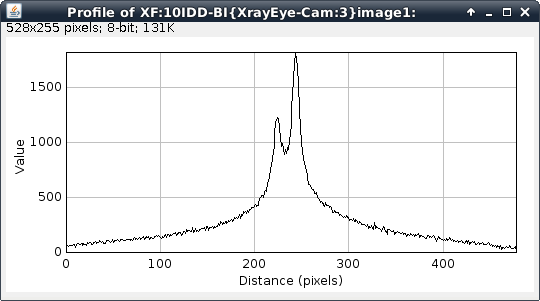 Profile of XF:10IDD-BI{XrayEye-Cam:3}image1:
528x255 pixels; 8-bit; 131K
1500
1000
500
0
Value
0 100 200 300 400
Distance (pixels)